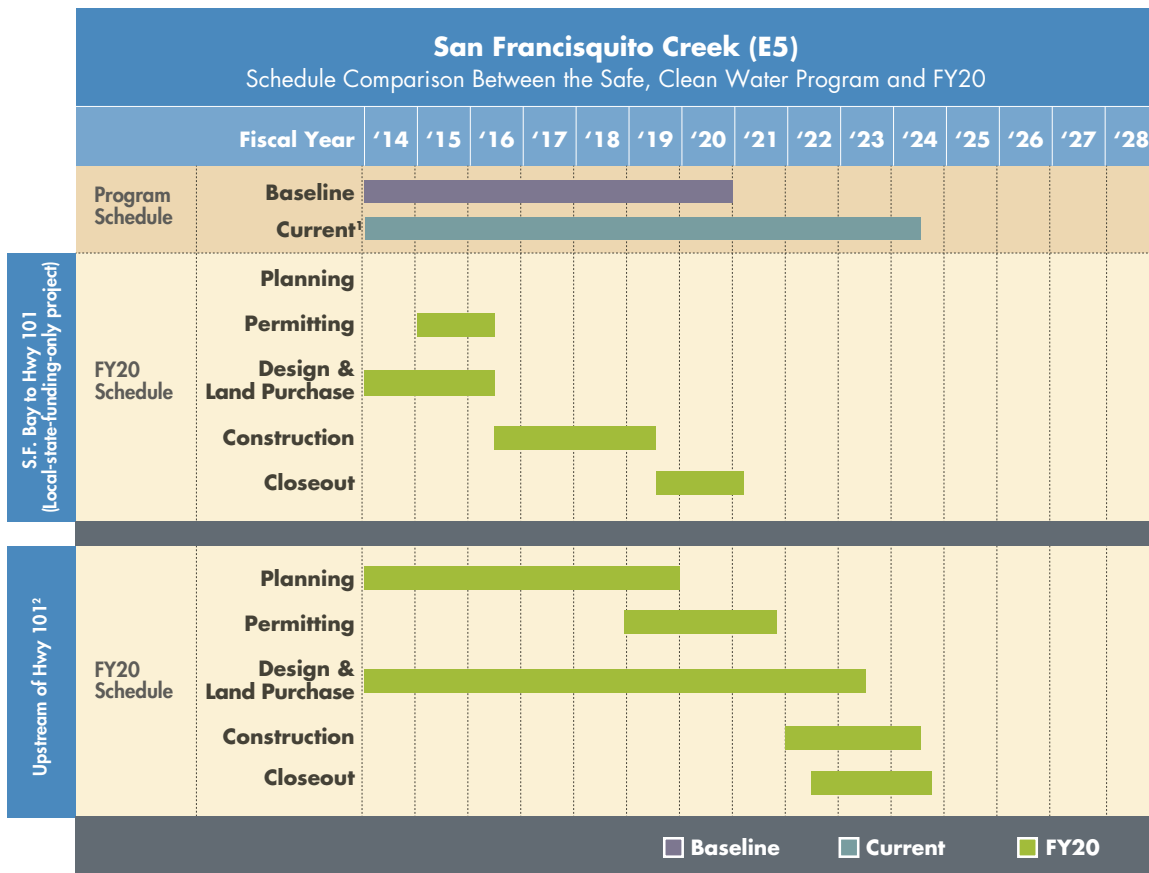 San Francisquito Creek (E5)
Schedule Comparison Between the Safe, Clean Water Program and FY20
Fiscal Year ‘14 ‘15 ‘16 ‘17 ‘18 ‘19 ‘20 ‘21 ‘22 ‘23 ‘24 ‘25 ‘26 ‘27 ‘28
Program
Schedule
Baseline
Current¹
S.F. Bay to Hwy 101
(Local-state-funding-only project)
FY20
Schedule
Planning
Permitting
Design &
Land Purchase
Construction
Closeout
Upstream of Hwy 101²
FY20
Schedule
Planning
Permitting
Design &
Land Purchase
Construction
Closeout
Baseline Current FY20